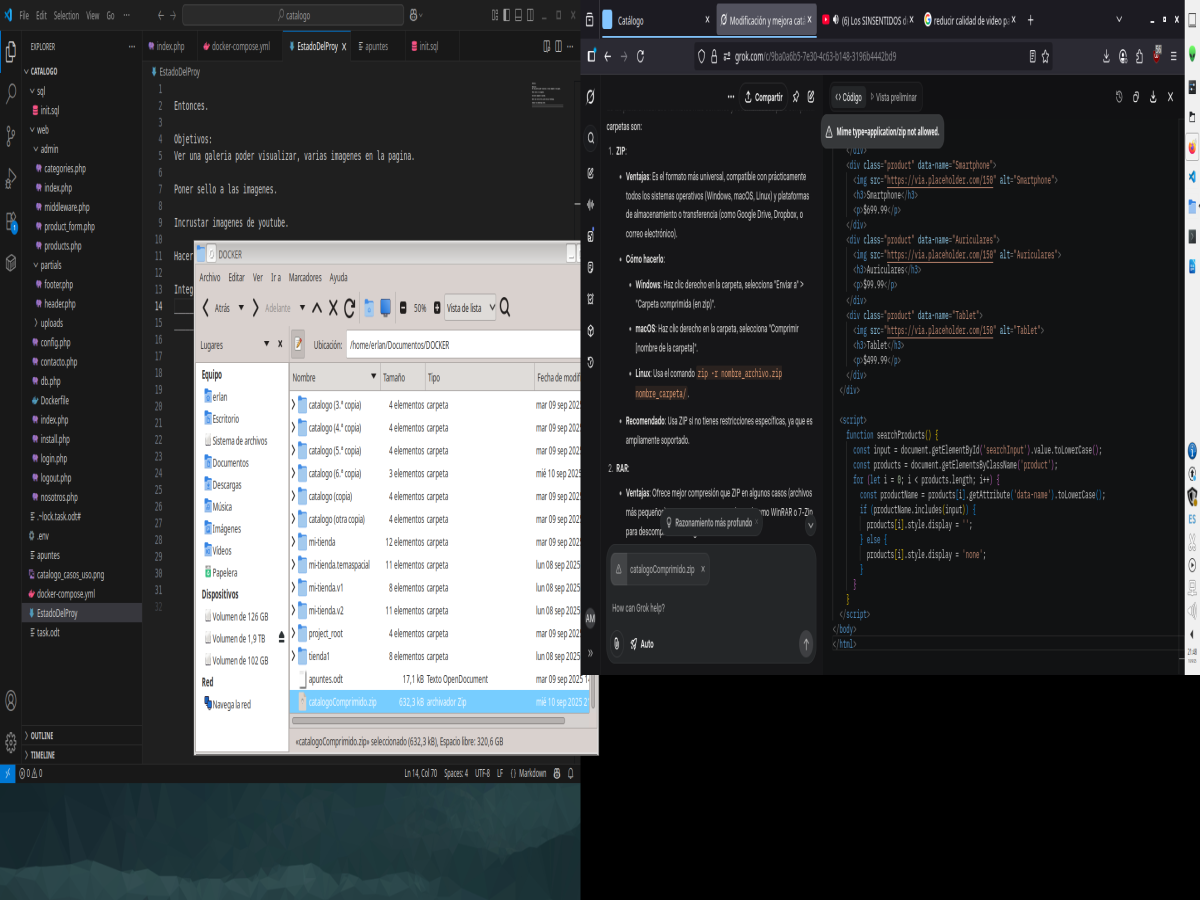 File Edit Selection View Go ···
catalogo
EXPLORER
CATALOGO
sql
init.sql
web
admin
categories.php
index.php
middleware.php
product_form.php
products.php
partials
footer.php
header.php
uploads
config.php
contacto.php
db.php
Dockerfile
index.php
install.php
login.php
logout.php
nosotros.php
.~lock.task.odt#
.env
apuntes
catalogo_casos_uso.png
docker-compose.yml
EstadoDelProy
task.odt
OUTLINE
TIMELINE
index.php
docker-compose.yml
EstadoDelProy X
apuntes
init.sql
EstadoDelProy
1
2 Entonces.
3
4 Objetivos:
5 Ver una galeria poder visualizar, varias imagenes en la pagina.
6
7 Poner sello a las imagenes.
8
9 Incrustar imagenes de youtube.
10
11 Hacer
12
13 Integ
14
15
16
17
18
19
20
21
22
23
24
25
26
27
28
29
30
31
32
0 0
Ln 14, Col 70 Spaces: 4 UTF-8 LF {} Markdown
DOCKER
Archivo Editar Ver Ir a Marcadores Ayuda
Atrás Adelante 50% Vista de lista
Lugares x Ubicación: /home/erlan/Documentos/DOCKER
Equipo
erlan
Escritorio
Sistema de archivos
Documentos
Descargas
Música
Imágenes
Vídeos
Papelera
Dispositivos
Volumen de 126 GB
Volumen de 1,9 TB
Volumen de 102 GB
Red
Navega la red
Nombre Tamaño Tipo Fecha de modif
catalogo (3.ª copia) 4 elementos carpeta mar 09 sep 2025
catalogo (4.ª copia) 4 elementos carpeta mar 09 sep 2025
catalogo (5.ª copia) 4 elementos carpeta mar 09 sep 2025
catalogo (6.ª copia) 3 elementos carpeta mié 10 sep 2025
catalogo (copia) 4 elementos carpeta mar 09 sep 2025
catalogo (otra copia) 4 elementos carpeta mar 09 sep 2025
mi-tienda 12 elementos carpeta mar 09 sep 2025
mi-tienda.temaspacial 11 elementos carpeta lun 08 sep 2025
mi-tienda.v1 8 elementos carpeta lun 08 sep 2025
mi-tienda.v2 11 elementos carpeta lun 08 sep 2025
project_root 4 elementos carpeta mar 09 sep 2025
tienda1 8 elementos carpeta lun 08 sep 2025
apuntes.odt 17,1 kB Texto OpenDocument mar 09 sep 2025 1
catalogoComprimido.zip 632,3 kB archivador Zip mié 10 sep 2025 2
«catalogoComprimido.zip» seleccionado (632,3 kB), Espacio libre: 320,6 GB
Catálogo
Modificación y mejora cat
(6) Los SINSENTIDOS d
reducir calidad de video p
grok.com/c/9ba0a6b5-7e30-4c63-b148-3196b4442bd9
Compartir
carpetas son:
1. ZIP:
Ventajas: Es el formato más universal, compatible con prácticamente
todos los sistemas operativos (Windows, macOS, Linux) y plataformas
de almacenamiento o transferencia (como Google Drive, Dropbox, o
correo electrónico).
Cómo hacerlo:
Windows: Haz clic derecho en la carpeta, selecciona "Enviar a" >
"Carpeta comprimida (en zip)".
macOS: Haz clic derecho en la carpeta, selecciona "Comprimir
[nombre de la carpeta]".
Linux: Usa el comando zip -r nombre_archivo.zip
nombre_carpeta/.
Recomendado: Usa ZIP si no tienes restricciones específicas, ya que es
ampliamente soportado.
2. RAR:
Ventajas: Ofrece mejor compresión que ZIP en algunos casos (archivos
más pequeños WinRAR o 7-Zip
para descomp
Razonamiento más profundo
catalogoComprimido.zip ×
How can Grok help?
Auto
AM
Código Vista preliminar
Mime type=application/zip not allowed.
</div>
<div class="product" data-name="Smartphone">
<img src="https://via.placeholder.com/150" alt="Smartphone">
<h3>Smartphone</h3>
<p>$699.99</p>
</div>
<div class="product" data-name="Auriculares">
<img src="https://via.placeholder.com/150" alt="Auriculares">
<h3>Auriculares</h3>
<p>$99.99</p>
</div>
<div class="product" data-name="Tablet">
<img src="https://via.placeholder.com/150" alt="Tablet">
<h3>Tablet</h3>
<p>$499.99</p>
</div>
</div>
<script>
function searchProducts() {
const input = document.getElementById('searchInput').value.toLowerCase();
const products = document.getElementsByClassName('product');
for (let i = 0; i < products.length; i++) {
const productName = products[i].getAttribute('data-name').toLowerCase();
if (productName.includes(input)) {
products[i].style.display = '';
} else {
products[i].style.display = 'none';
}
}
}
</script>
</body>
</html>
ES
21:48